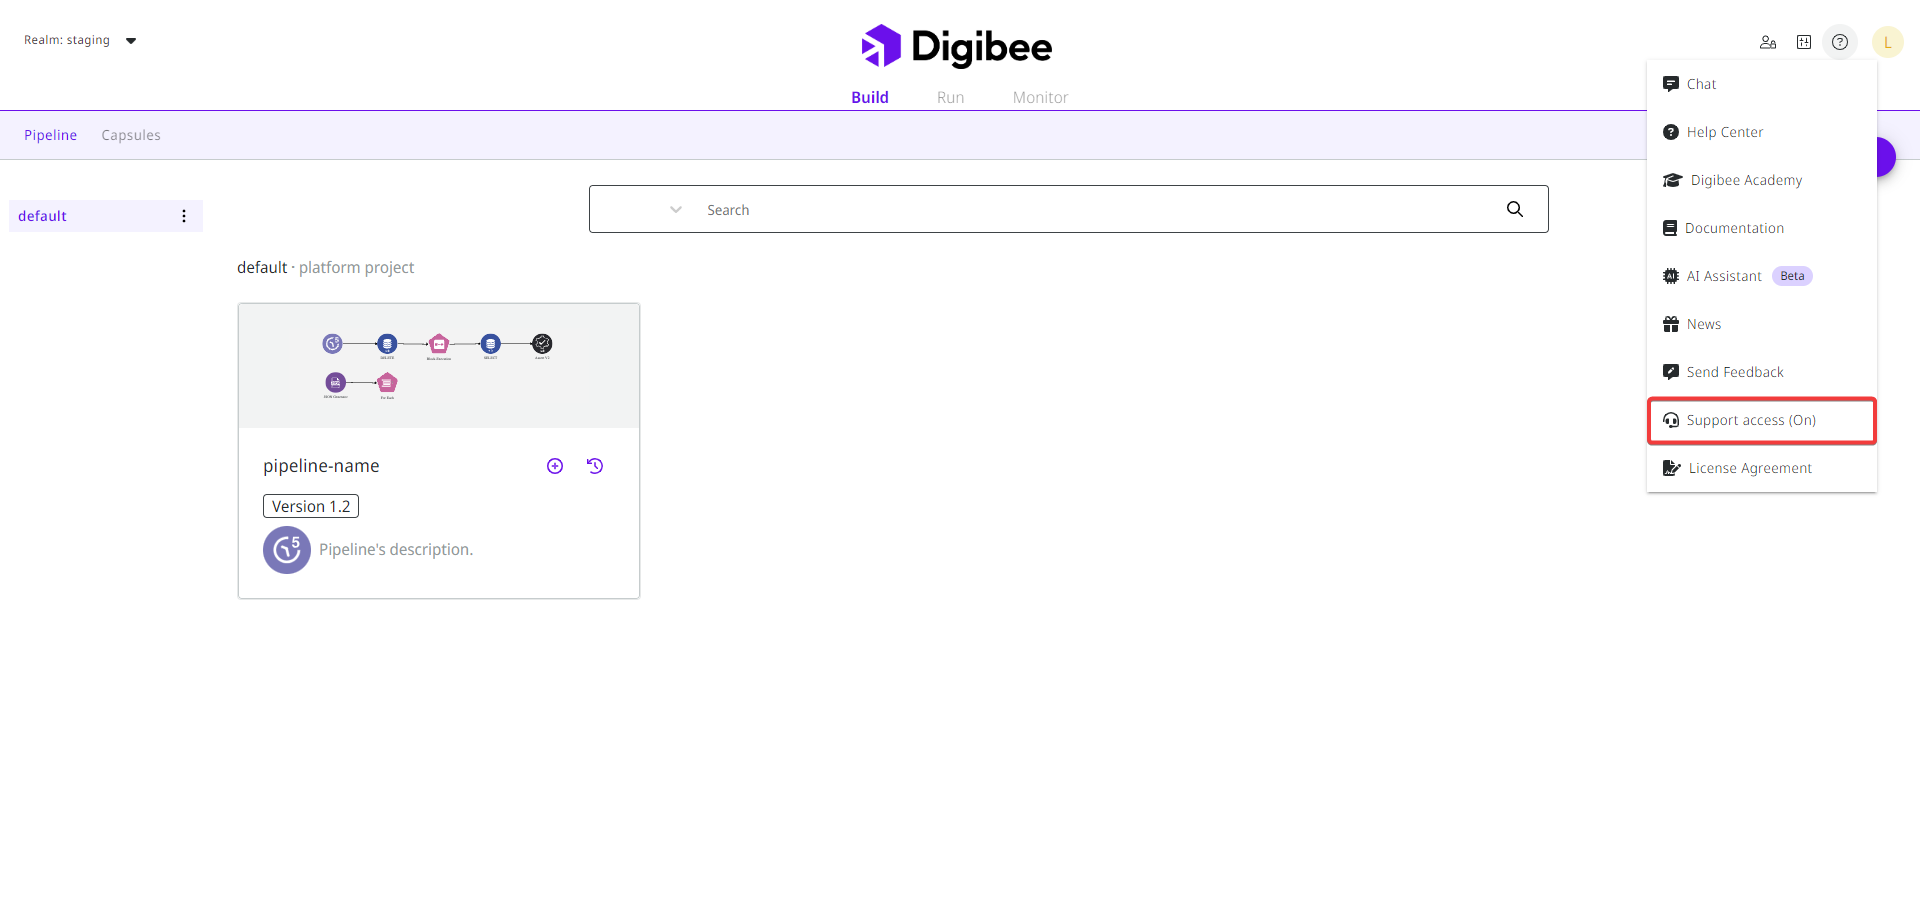 Realm: staging
Digibee
L
Build
Run
Monitor
Pipeline
Capsules
Chat
Help Center
Digibee Academy
Documentation
AI Assistant Beta
News
Send Feedback
Support access (On)
License Agreement
default
Search
default · platform project
pipeline-name
Version 1.2
5
Pipeline's description.